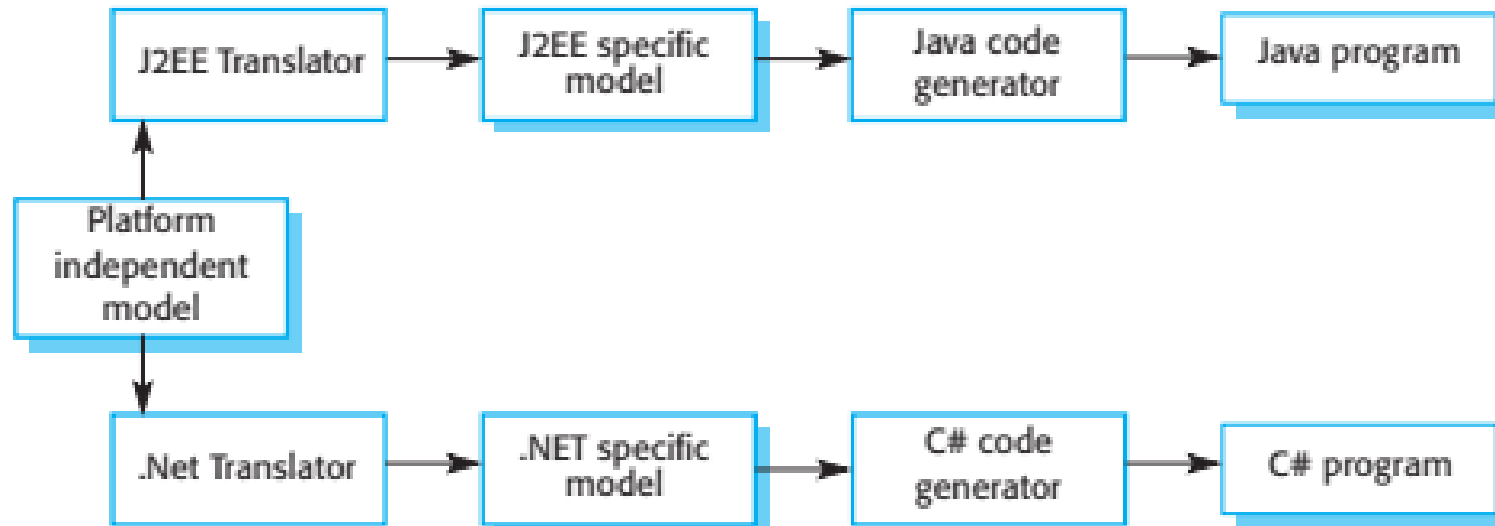 J2EE Translator
J2EE specific
model
Java code
generator
Java program
Platform
independent
model
.Net Translator
.NET specific
model
C# code
generator
C# program